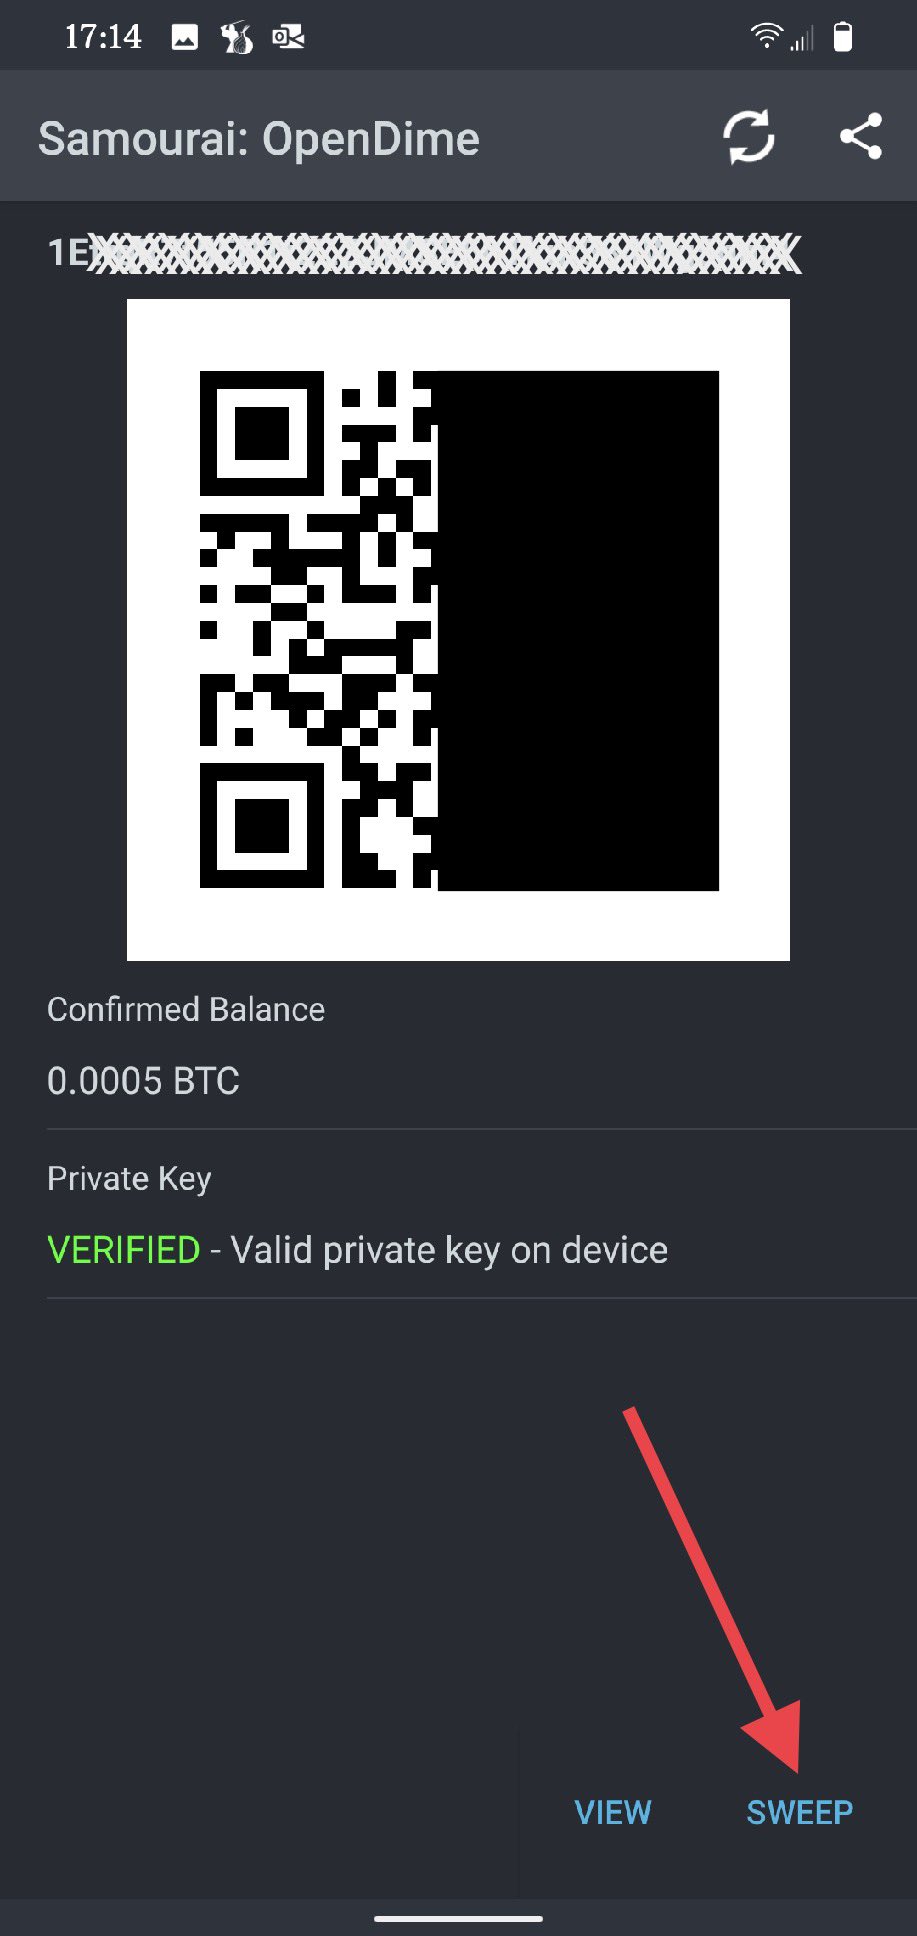 17:14
Samourai: OpenDime
1E
Confirmed Balance
0.0005 BTC
Private Key
VERIFIED - Valid private key on device
VIEW SWEEP